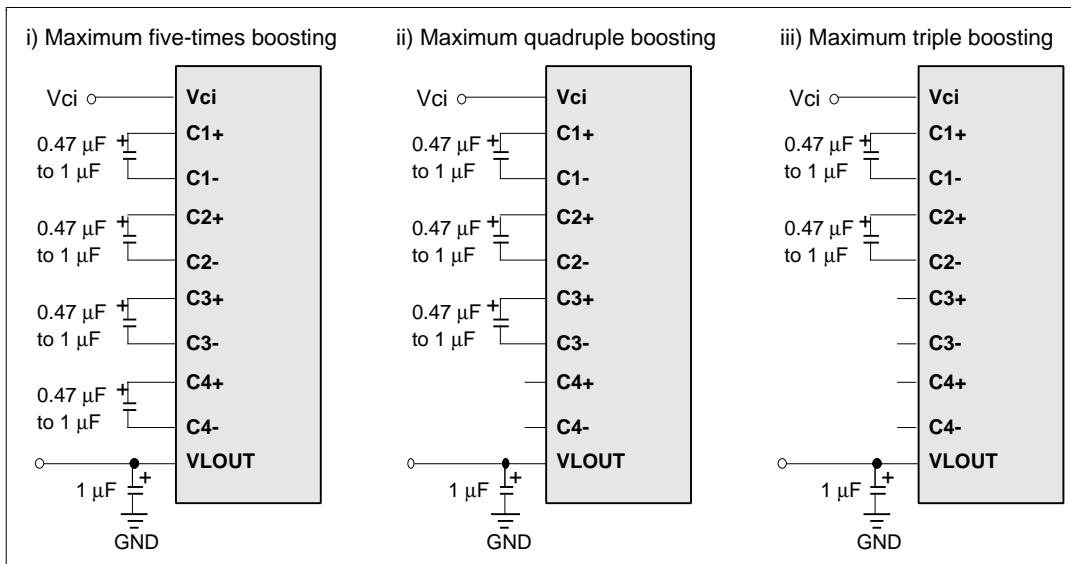 i) Maximum five-times boosting
Vci
Vci
C1+
0.47 μF
to 1 μF
+
C1-
C2+
0.47 μF
to 1 μF
+
C2-
C3+
0.47 μF
to 1 μF
+
C3-
C4+
0.47 μF
to 1 μF
+
C4-
VLOUT
1 μF
+
GND
ii) Maximum quadruple boosting
Vci
Vci
C1+
0.47 μF
to 1 μF
+
C1-
C2+
0.47 μF
to 1 μF
+
C2-
C3+
0.47 μF
to 1 μF
+
C3-
C4+
C4-
VLOUT
1 μF
+
GND
iii) Maximum triple boosting
Vci
Vci
C1+
0.47 μF
to 1 μF
+
C1-
C2+
0.47 μF
to 1 μF
+
C2-
C3+
C3-
C4+
C4-
VLOUT
1 μF
+
GND